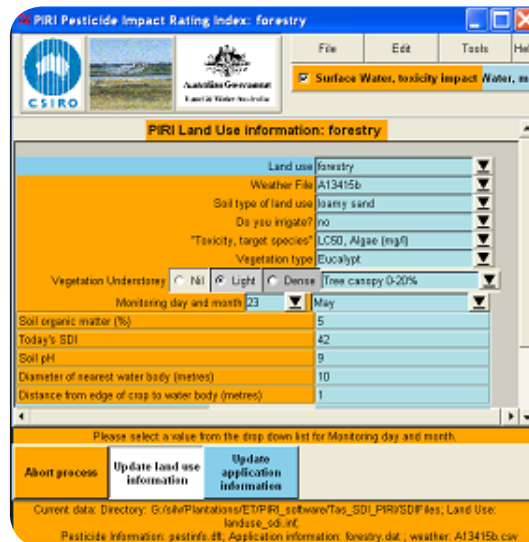 PIRI Pesticide Impact Rating Index: forestry
CSIRO
Australian Government
Land & Water Australia
File Edit Tools Hel
Surface Water, toxicity impact Water, m
PIRI Land Use information: forestry
Land use forestry
Weather File A13415b
Soil type of land use loamy sand
Do you irrigate? no
"Toxicity, target species" LC50, Algae (mg/l)
Vegetation type Eucalypt
Vegetation Understorey Nil Light Dense Tree canopy 0-20%
Monitoring day and month 23 May
Soil organic matter (%) 5
Today's SDI 42
Soil pH 9
Diameter of nearest water body (metres) 10
Distance from edge of crop to water body (metres) 1
Please select a value from the drop down list for Monitoring day and month.
Abort process
Update land use
information
Update
application
information
Current data: Directory: G:/silv/Plantations/ET/PIRI_software/Tas_SDI_PIRI/SDIFiles; Land Use:
landuse_sdi.inf,
Pesticide Information: pestinfo.dft; Application information: forestry.dat ; weather: A13415b.csv